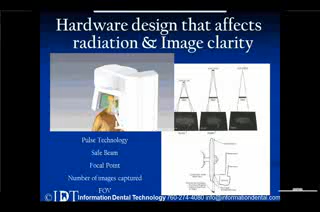 Hardware design that affects
radiation & Image clarity
Pulse Technology
Safe Beam
Focal Point
Number of images captured
FOV
© IDT Information Dental Technology 760-274-4080 info@informationdental.com